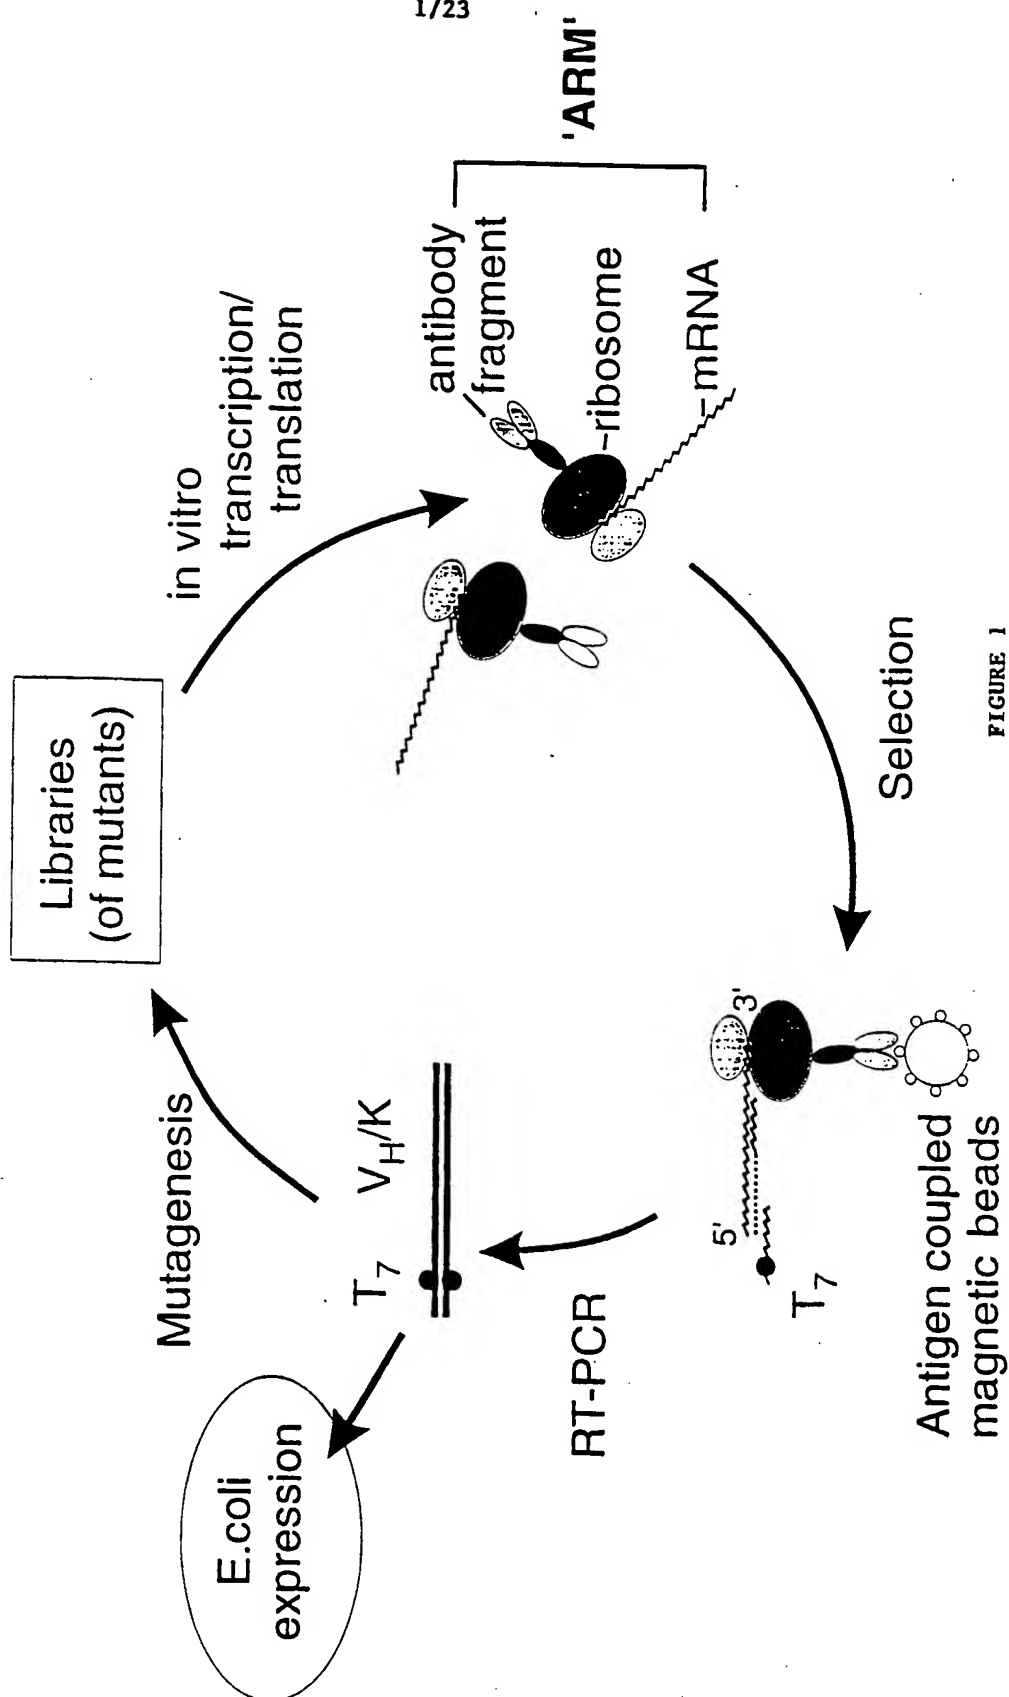 1/23
Libraries
(of mutants)
in vitro
transcription/
translation
antibody
fragment
ribosome
mRNA
'ARM'
Selection
3'
5'
T7
Antigen coupled
magnetic beads
RT-PCR
T7
VH/K
Mutagenesis
E.coli
expression
FIGURE 1